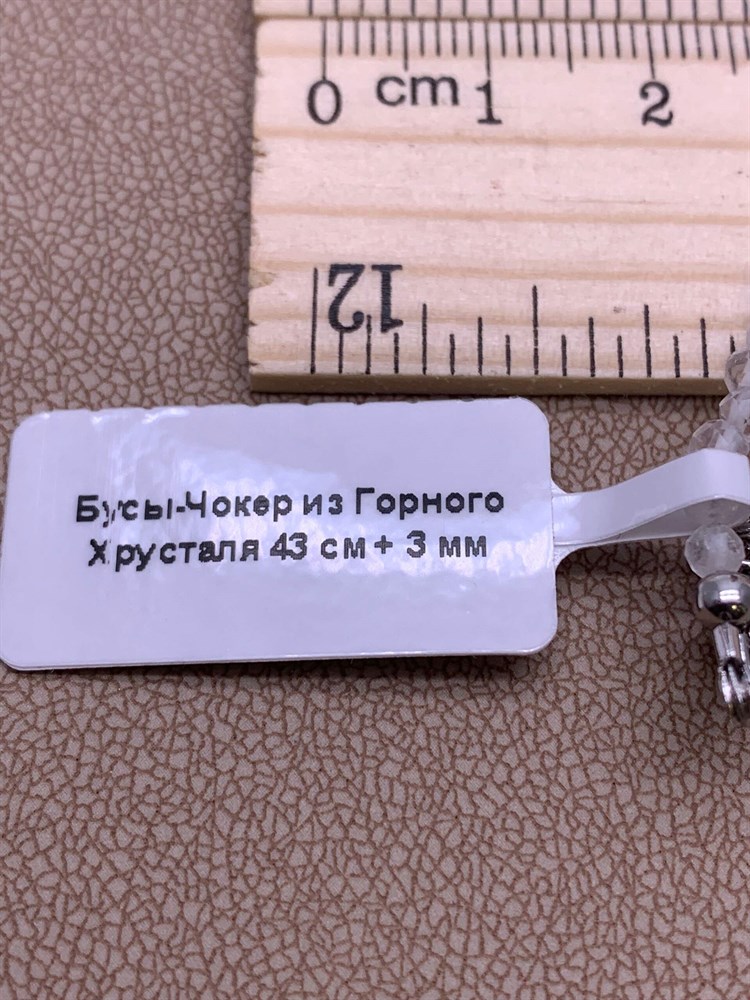 0 cm 1 2
12
Бусы-Чокер из Горного
Хрусталя 43 см+ 3 мм